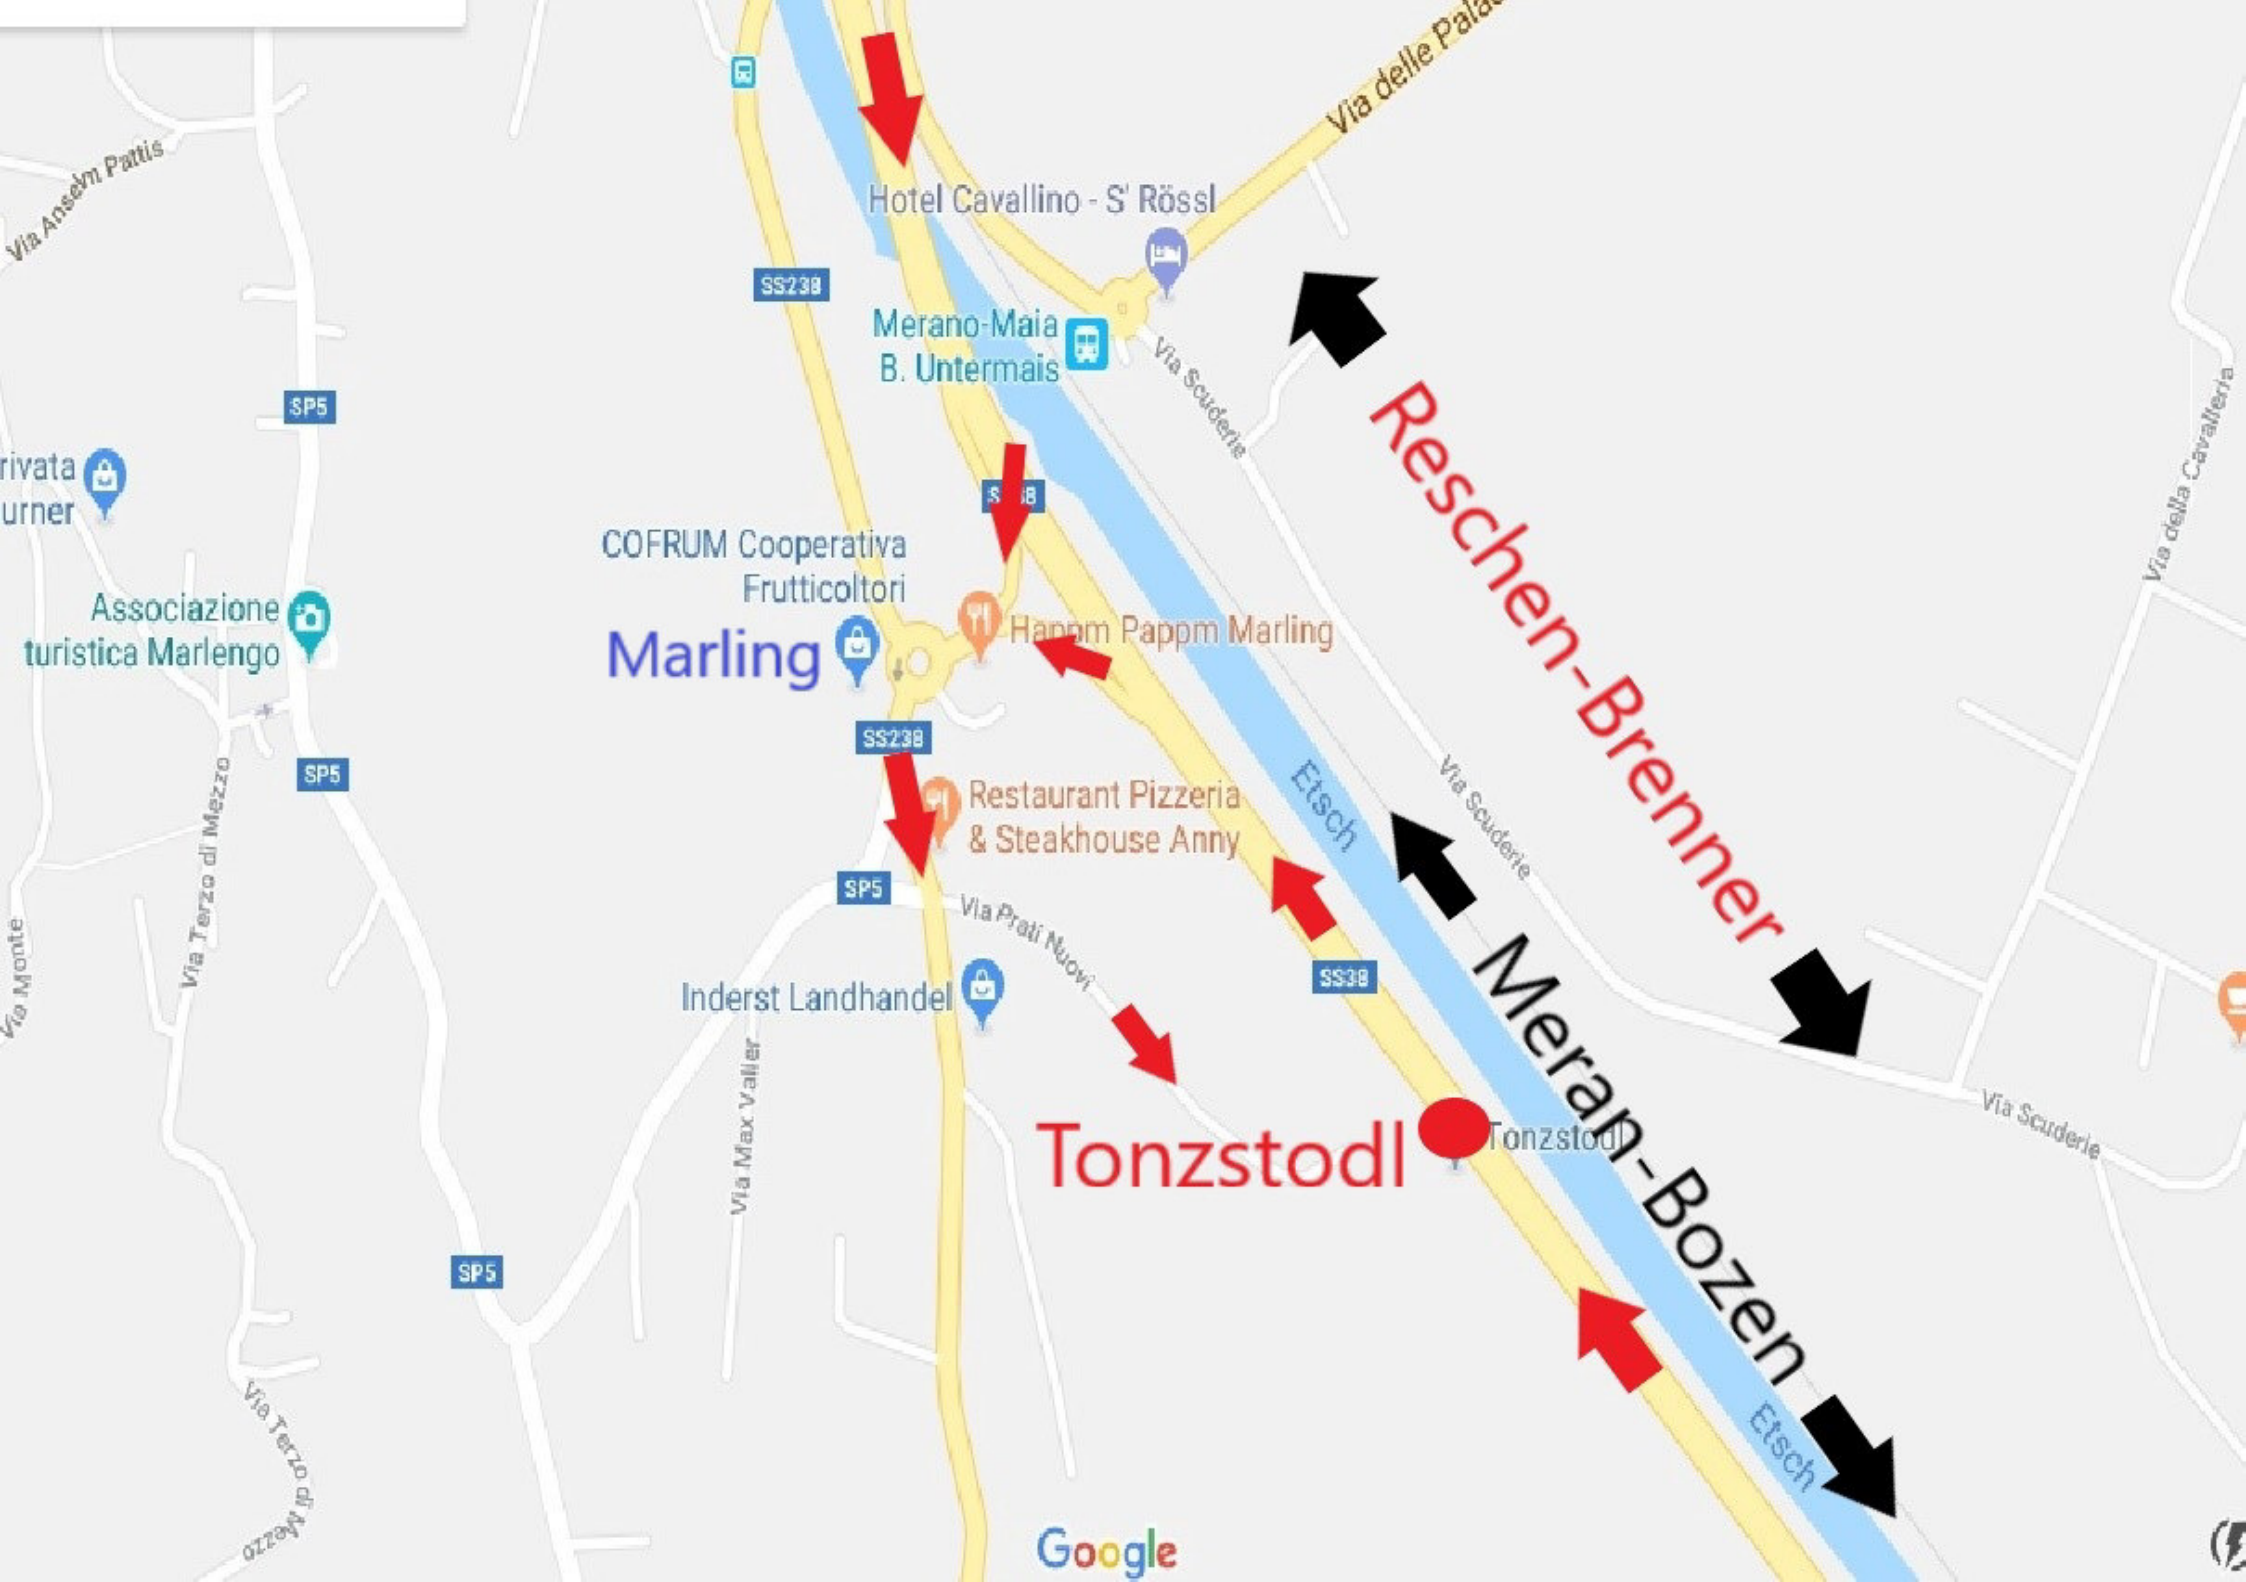 Via delle Palad
Via Anselm Pattis
Hotel Cavallino - S' Rössl
SS238
Merano-Maia
B. Untermais
Via Scuderie
SP5
Reschen-Brenner
Via della Cavalleria
rivata
urner
COFRUM Cooperativa
Frutticoltori
Associazione
turistica Marlengo
Marling
Happm Pappm Marling
SS238
SP5
Etsch
Via Scuderie
Restaurant Pizzeria
& Steakhouse Anny
Via Terzo di Mezzo
SP5
Via Prati Nuovi
Via Monte
SS38
Inderst Landhandel
Meran-Bozen
Via Max Valier
Tonzstodl
Tonzstodl
Via Scuderie
SP5
Via Terzo di Mezzo
Etsch
Google